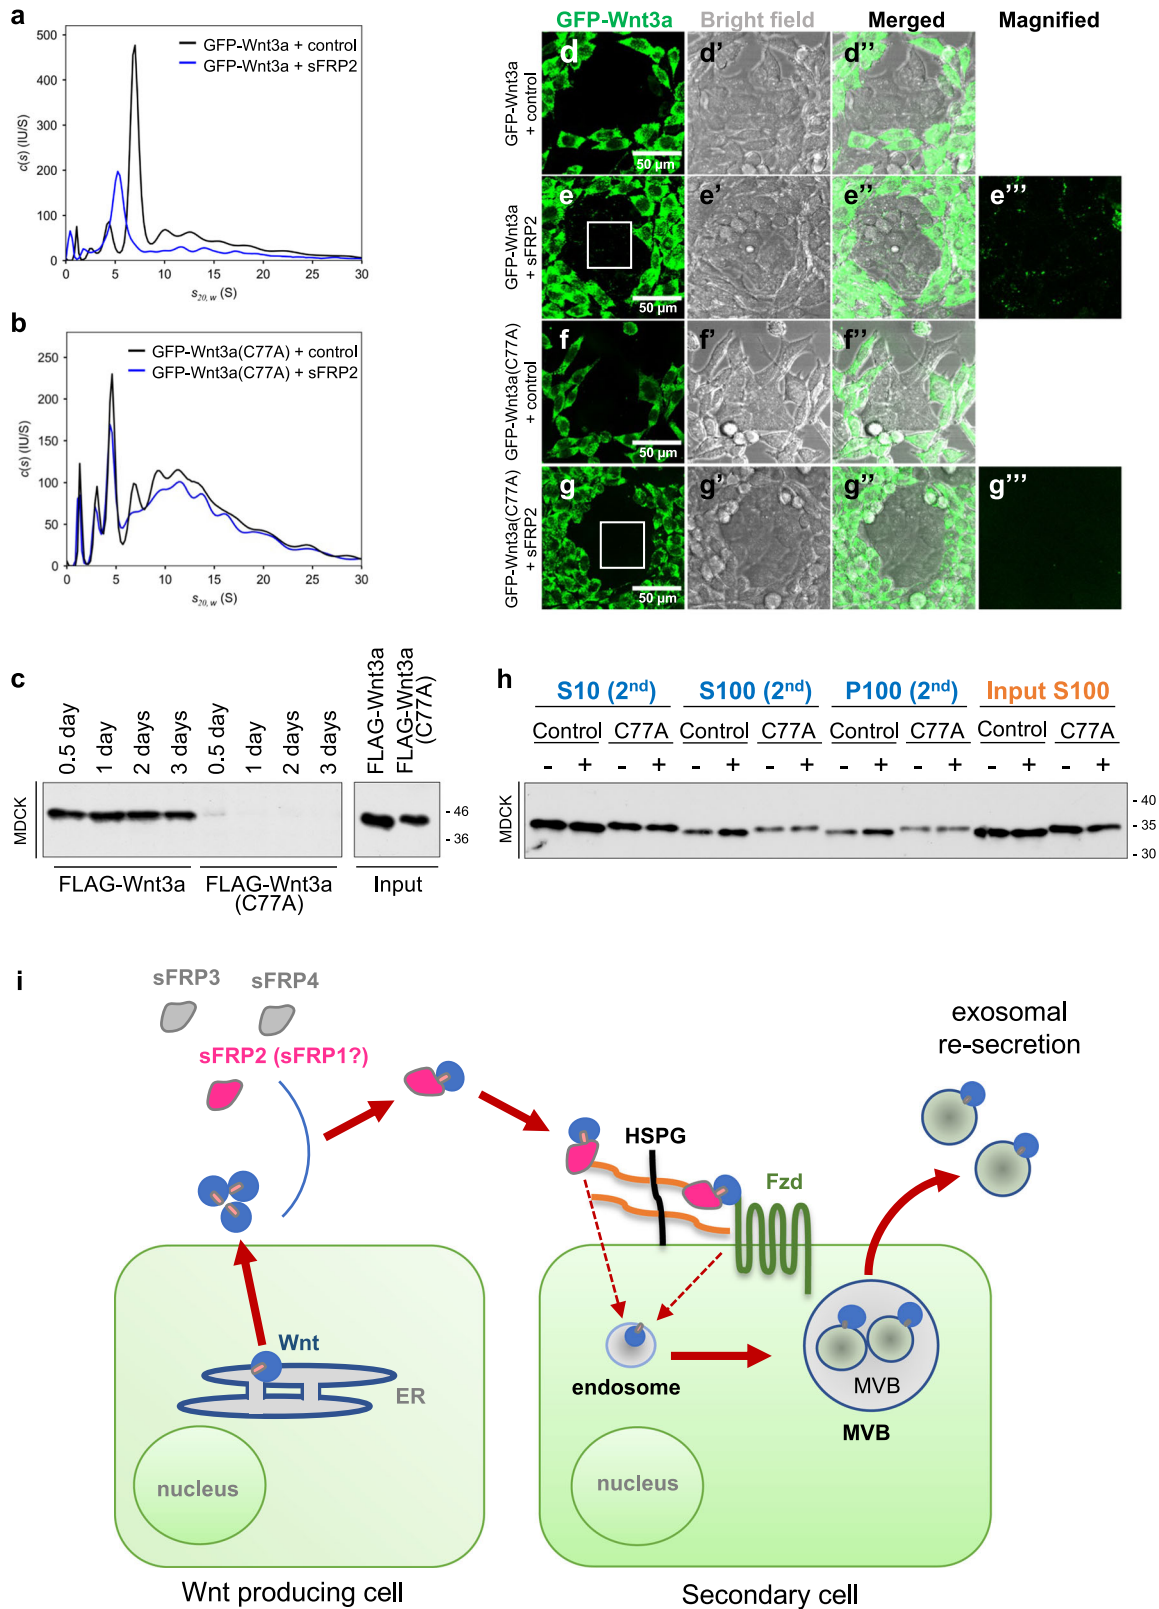 a
GFP-Wnt3a + control
GFP-Wnt3a + sFRP2
500
400
300
200
100
0
c(s) (IU/S)
0 5 10 15 20 25 30
s20, w (S)
b
GFP-Wnt3a(C77A) + control
GFP-Wnt3a(C77A) + sFRP2
250
200
150
100
50
0
c(s) (IU/S)
0 5 10 15 20 25 30
s20, w (S)
GFP-Wnt3a Bright field Merged Magnified
GFP-Wnt3a
+ control
d d' d''
50 µm
GFP-Wnt3a
+ sFRP2
e e' e'' e'''
50 µm
GFP-Wnt3a(C77A)
+ control
f f' f''
50 µm
GFP-Wnt3a(C77A)
+ sFRP2
g g' g'' g'''
50 µm
c
0.5 day
1 day
2 days
3 days
0.5 day
1 day
2 days
3 days
FLAG-Wnt3a
FLAG-Wnt3a
(C77A)
MDCK
- 46
- 36
FLAG-Wnt3a FLAG-Wnt3a
(C77A)
Input
h
S10 (2nd) S100 (2nd) P100 (2nd) Input S100
Control C77A Control C77A Control C77A Control C77A
- + - + - + - + - + - + - + - +
MDCK
- 40
- 35
- 30
i
sFRP3
sFRP4
sFRP2 (sFRP1?)
exosomal
re-secretion
HSPG
Fzd
Wnt
ER
endosome
MVB
MVB
nucleus
nucleus
Wnt producing cell
Secondary cell